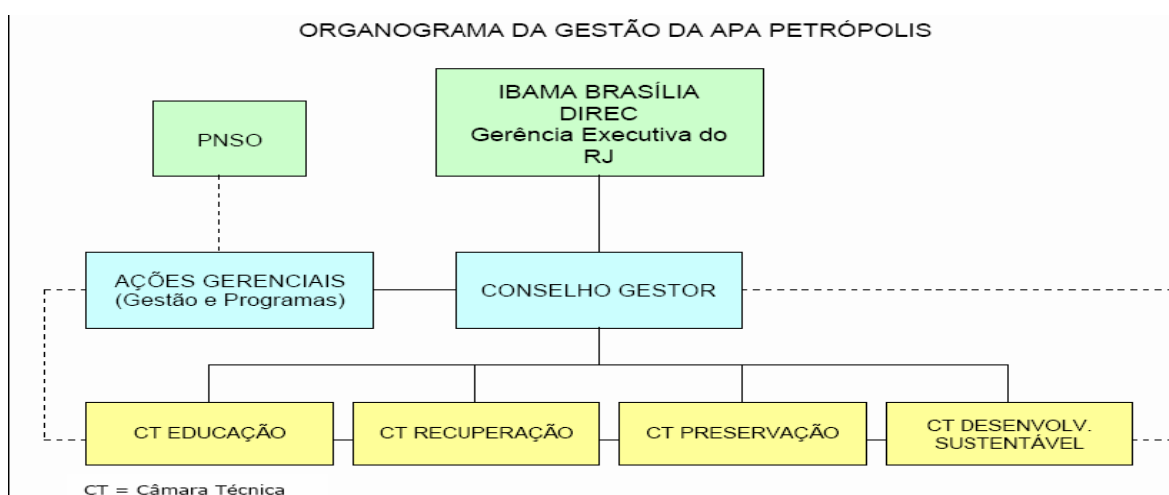 ORGANOGRAMA DA GESTÃO DA APA PETRÓPOLIS
IBAMA BRASÍLIA
DIREC
Gerência Executiva do
RJ
PNSO
AÇÕES GERENCIAIS
(Gestão e Programas)
CONSELHO GESTOR
CT EDUCAÇÃO
CT RECUPERAÇÃO
CT PRESERVAÇÃO
CT DESENVOLV.
SUSTENTÁVEL
CT = Câmara Técnica